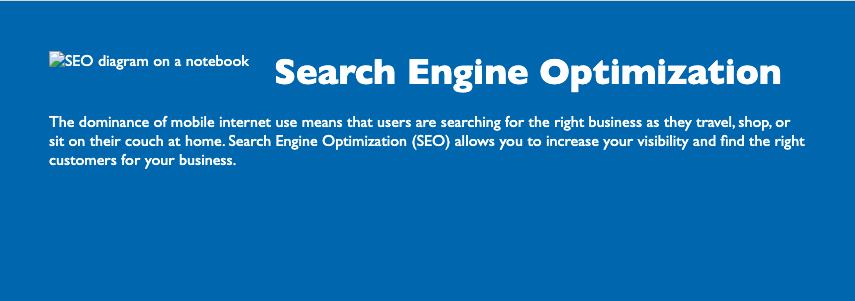 SEO diagram on a notebook
Search Engine Optimization
The dominance of mobile internet use means that users are searching for the right business as they travel, shop, or
sit on their couch at home. Search Engine Optimization (SEO) allows you to increase your visibility and find the right
customers for your business.